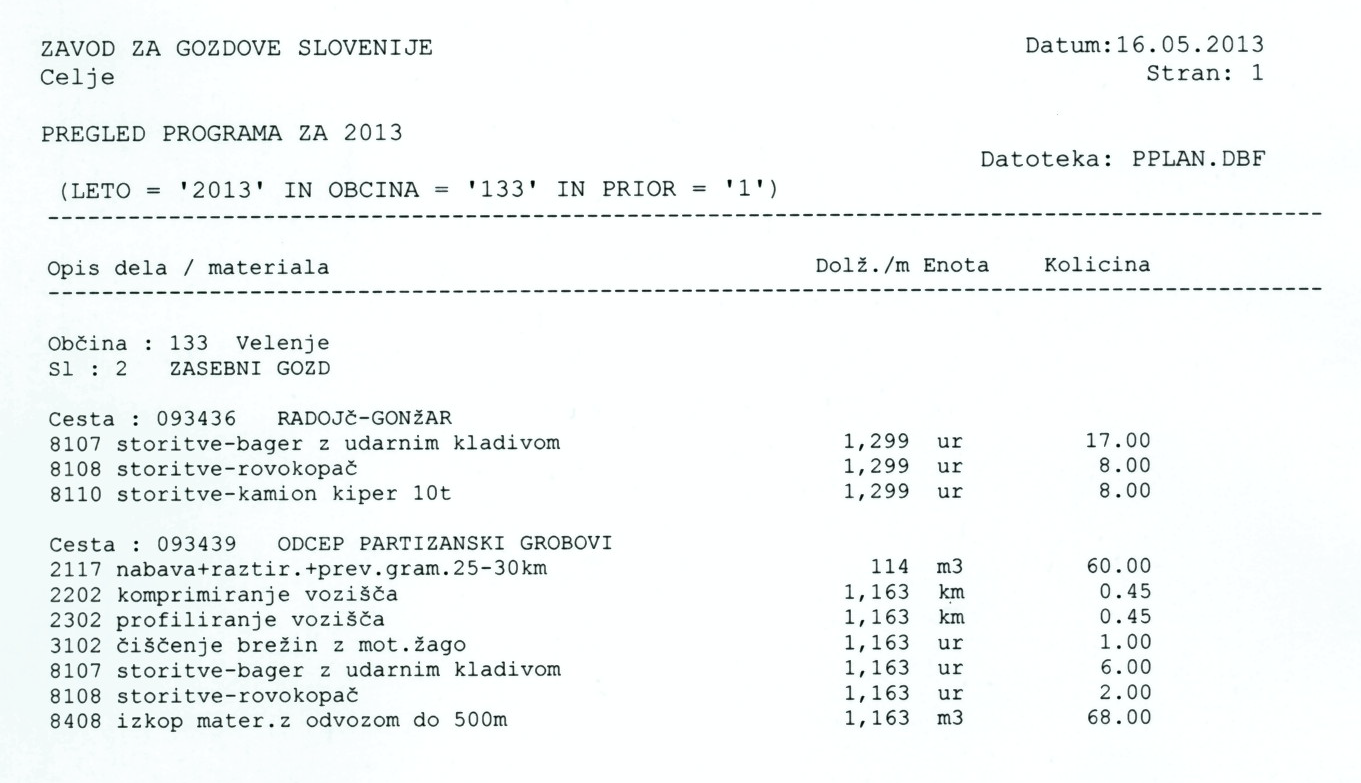 ZAVOD ZA GOZDOVE SLOVENIJE Datum:16.05.2013
Celje Stran: 1
PREGLED PROGRAMA ZA 2013
Datoteka: PPLAN.DBF
(LETO = '2013' IN OBCINA = '133' IN PRIOR = '1')
Opis dela / materiala Dolž./m Enota Kolicina
Občina : 133 Velenje
Sl : 2 ZASEBNI GOZD
Cesta : 093436 RADOJč-GONžAR
8107 storitve-bager z udarnim kladivom 1,299 ur 17.00
8108 storitve-rovokopač 1,299 ur 8.00
8110 storitve-kamion kiper 10t 1,299 ur 8.00
Cesta : 093439 ODCEP PARTIZANSKI GROBOVI
2117 nabava+raztir.+prev.gram.25-30km 114 m3 60.00
2202 komprimiranje vozišča 1,163 km 0.45
2302 profiliranje vozišča 1,163 km 0.45
3102 čiščenje brežin z mot.žago 1,163 ur 1.00
8107 storitve-bager z udarnim kladivom 1,163 ur 6.00
8108 storitve-rovokopač 1,163 ur 2.00
8408 izkop mater.z odvozom do 500m 1,163 m3 68.00